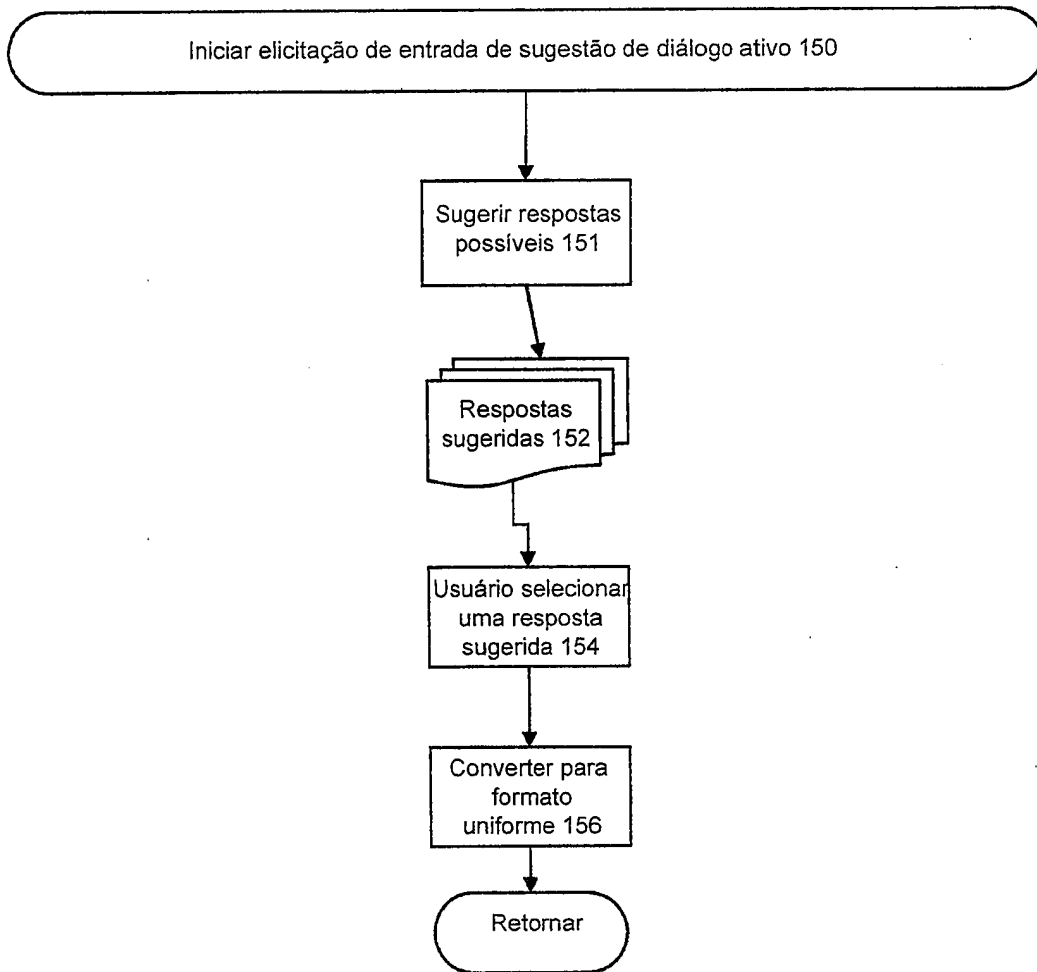 Iniciar elicitação de entrada de sugestão de diálogo ativo 150
Sugerir respostas
possíveis 151
Respostas
sugeridas 152
Usuário selecionar
uma resposta
sugerida 154
Converter para
formato
uniforme 156
Retornar